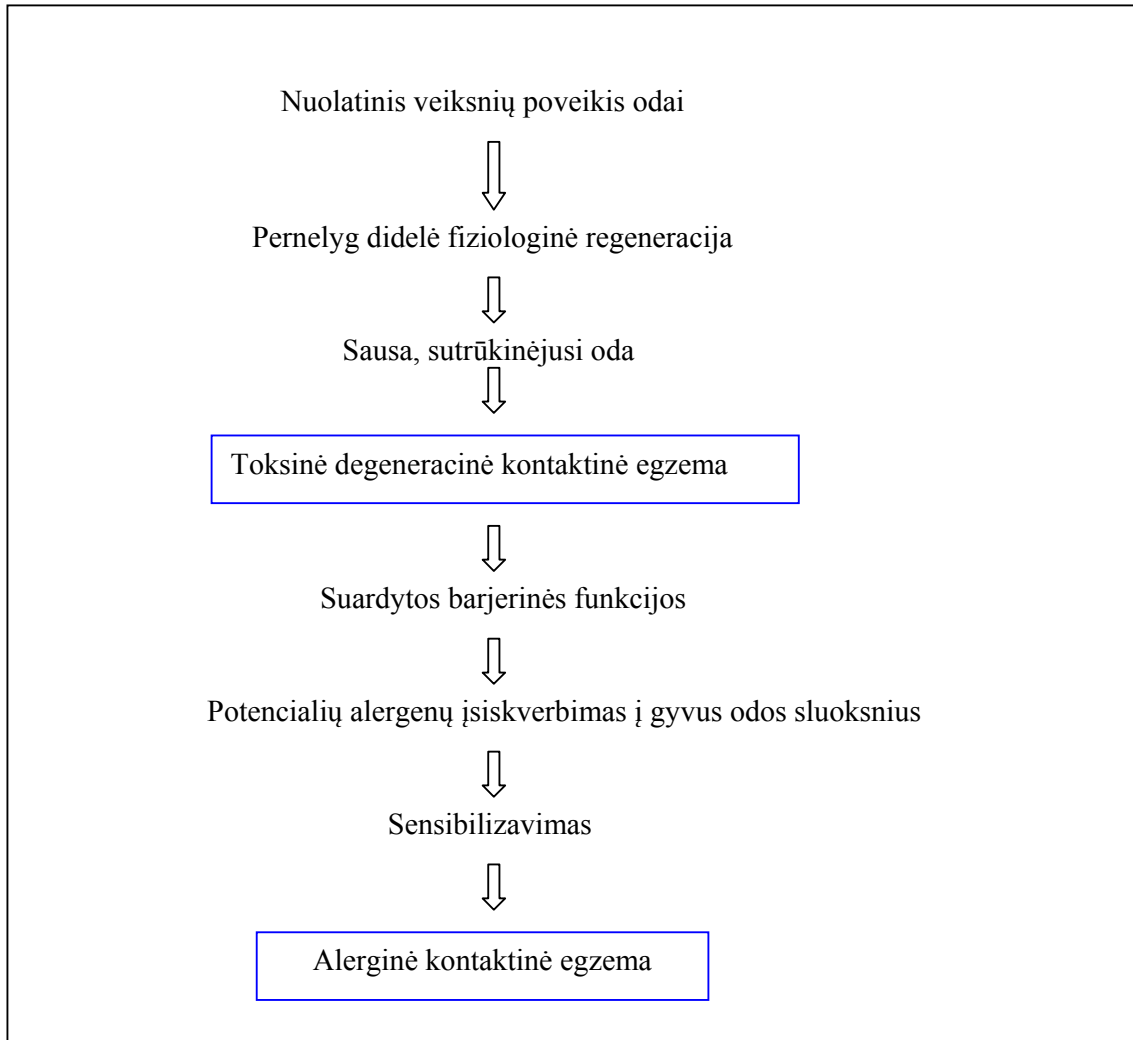 Nuolatinis veiksnių poveikis odai
Pernelyg didelė fiziologinė regeneracija
Sausa, sutrūkinėjusi oda
Toksinė degeneracinė kontaktinė egzema
Suardytos barjerinės funkcijos
Potencialių alergenų įsiskverbimas į gyvus odos sluoksnius
Sensibilizavimas
Alerginė kontaktinė egzema